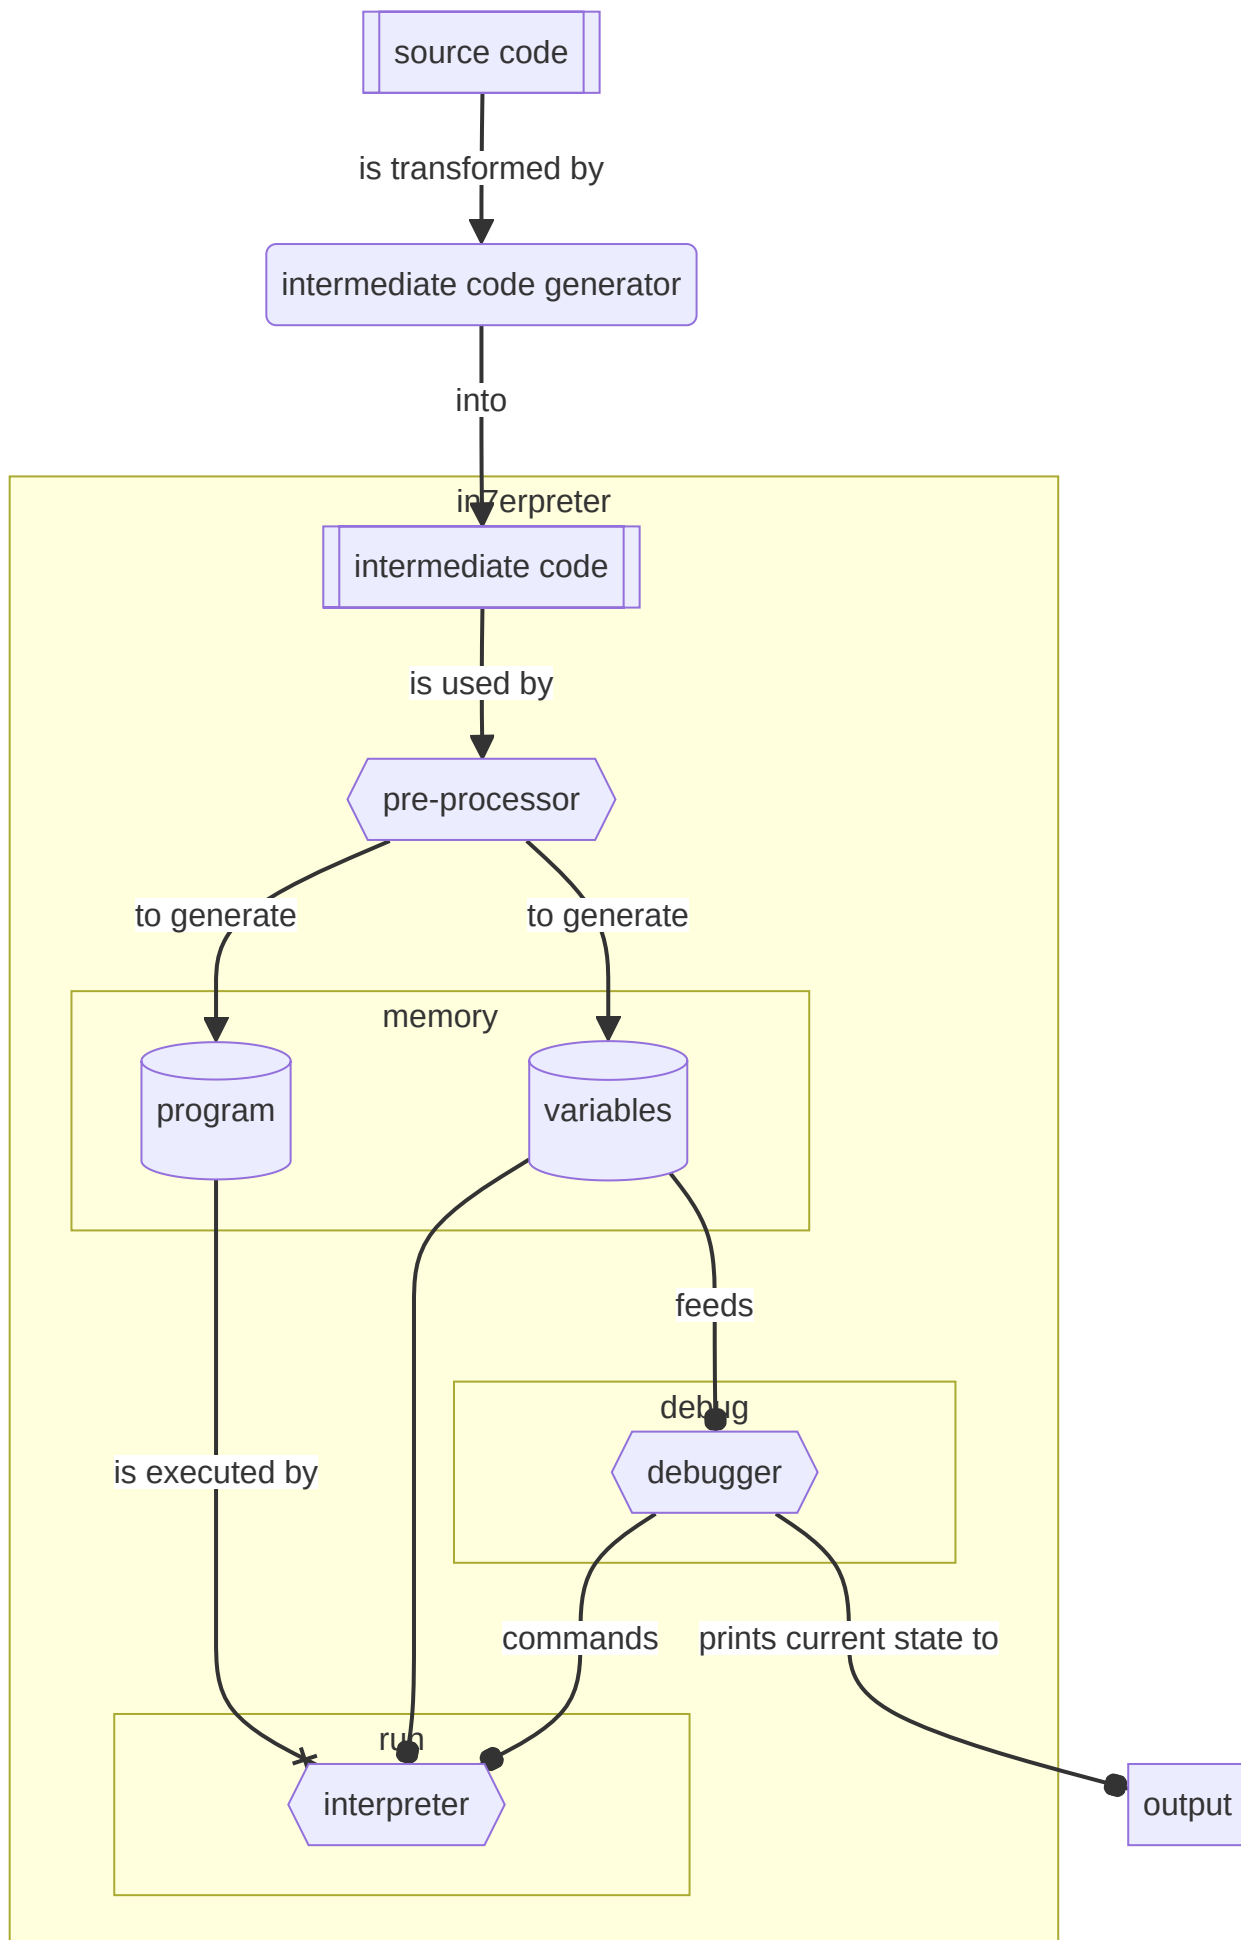 source code
is transformed by
intermediate code generator
into
in7erpreter
intermediate code
is used by
pre-processor
to generate
to generate
memory
program
variables
feeds
debug
debugger
is executed by
commands
prints current state to
run
interpreter
output